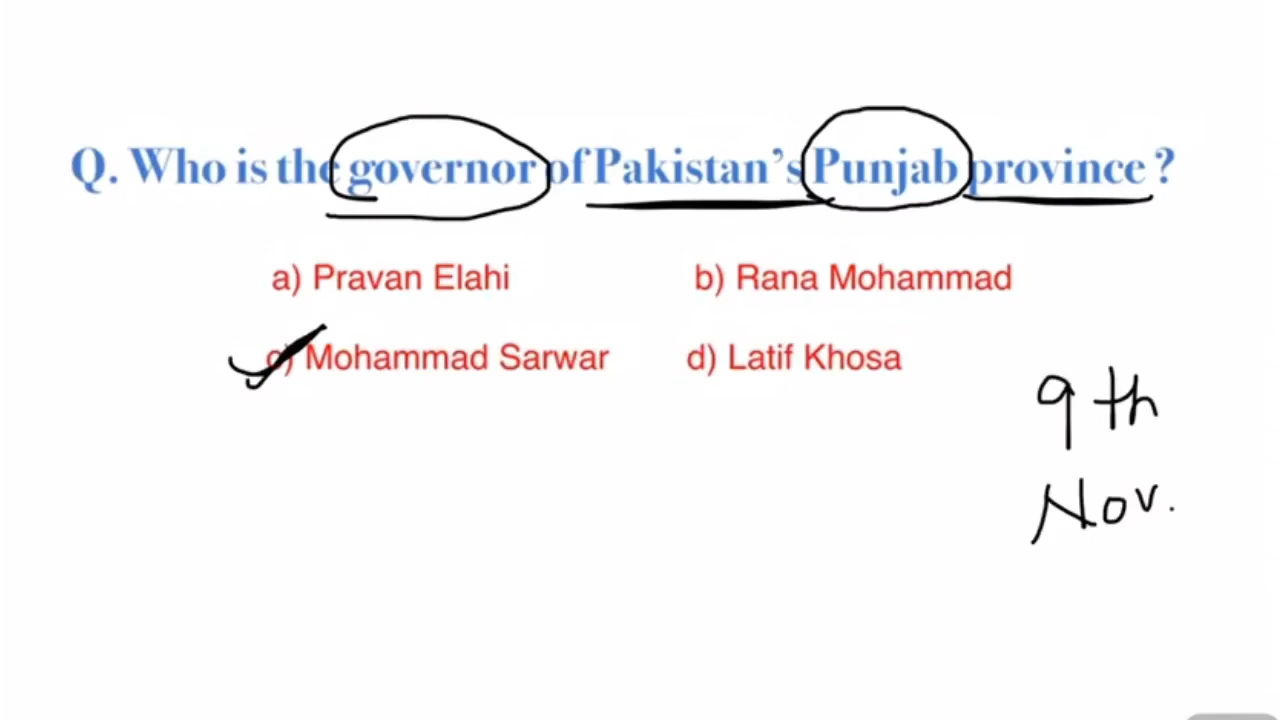 Q. Who is the governor of Pakistan's Punjab province ?
a) Pravan Elahi b) Rana Mohammad
c) Mohammad Sarwar d) Latif Khosa
9th
Nov.